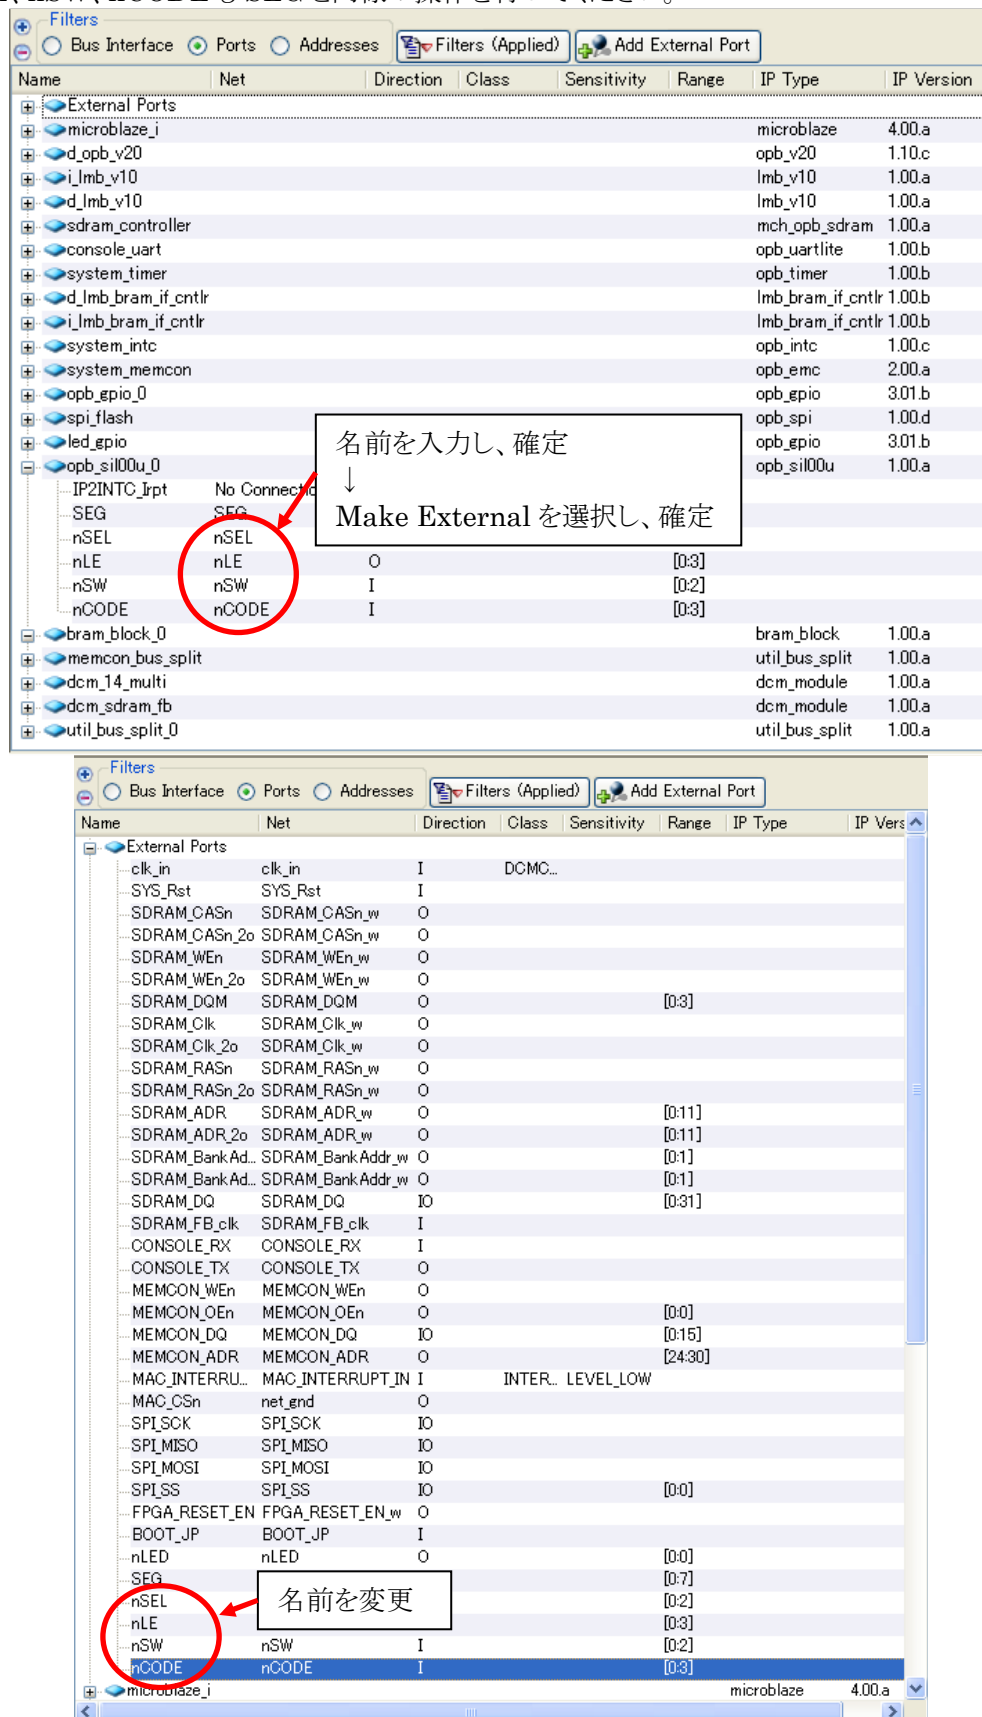 Filters
Bus Interface Ports Addresses Filters (Applied) Add External Port
Name Net Direction Class Sensitivity Range IP Type IP Version
External Ports
microblaze_i microblaze 4.00.a
d_opb_v20 opb_v20 1.10.c
i_lmb_v10 lmb_v10 1.00.a
d_lmb_v10 lmb_v10 1.00.a
sdram_controller mch_opb_sdram 1.00.a
console_uart opb_uartlite 1.00.b
system_timer opb_timer 1.00.b
d_lmb_bram_if_cntlr lmb_bram_if_cntlr 1.00.b
i_lmb_bram_if_cntlr lmb_bram_if_cntlr 1.00.b
system_intc opb_intc 1.00.c
system_memcon opb_emc 2.00.a
opb_gpio_0 opb_gpio 3.01.b
spi_flash opb_spi 1.00.d
led_gpio opb_gpio 3.01.b
opb_sil00u_0 opb_sil00u 1.00.a
名前を入力し、確定
↓
Make External を選択し、確定
IP2INTC_Irpt No Connectio
SEG SEG
nSEL nSEL
nLE nLE O [0:3]
nSW nSW I [0:2]
nCODE nCODE I [0:3]
bram_block_0 bram_block 1.00.a
memcon_bus_split util_bus_split 1.00.a
dcm_14_multi dcm_module 1.00.a
dcm_sdram_fb dcm_module 1.00.a
util_bus_split_0 util_bus_split 1.00.a
Filters
Bus Interface Ports Addresses Filters (Applied) Add External Port
Name Net Direction Class Sensitivity Range IP Type IP Vers
External Ports
clk_in clk_in I DCMC...
SYS_Rst SYS_Rst I
SDRAM_CASn SDRAM_CASn_w O
SDRAM_CASn_2o SDRAM_CASn_w O
SDRAM_WEn SDRAM_WEn_w O
SDRAM_WEn_2o SDRAM_WEn_w O
SDRAM_DQM SDRAM_DQM O [0:3]
SDRAM_Clk SDRAM_Clk_w O
SDRAM_Clk_2o SDRAM_Clk_w O
SDRAM_RASn SDRAM_RASn_w O
SDRAM_RASn_2o SDRAM_RASn_w O
SDRAM_ADR SDRAM_ADR_w O [0:11]
SDRAM_ADR_2o SDRAM_ADR_w O [0:11]
SDRAM_BankAd... SDRAM_BankAddr_w O [0:1]
SDRAM_BankAd... SDRAM_BankAddr_w O [0:1]
SDRAM_DQ SDRAM_DQ IO [0:31]
SDRAM_FB_clk SDRAM_FB_clk I
CONSOLE_RX CONSOLE_RX I
CONSOLE_TX CONSOLE_TX O
MEMCON_WEn MEMCON_WEn O
MEMCON_OEn MEMCON_OEn O [0:0]
MEMCON_DQ MEMCON_DQ IO [0:15]
MEMCON_ADR MEMCON_ADR O [24:30]
MAC_INTERRU... MAC_INTERRUPT_IN I INTER... LEVEL_LOW
MAC_CSn net_gnd O
SPI_SCK SPI_SCK IO
SPI_MISO SPI_MISO IO
SPI_MOSI SPI_MOSI IO
SPI_SS SPI_SS IO [0:0]
FPGA_RESET_EN FPGA_RESET_EN_w O
BOOT_JP BOOT_JP I
nLED nLED O [0:0]
SEG [0:7]
nSEL [0:2]
名前を変更
nLE [0:3]
nSW nSW I [0:2]
nCODE nCODE I [0:3]
microblaze_i microblaze 4.00.a